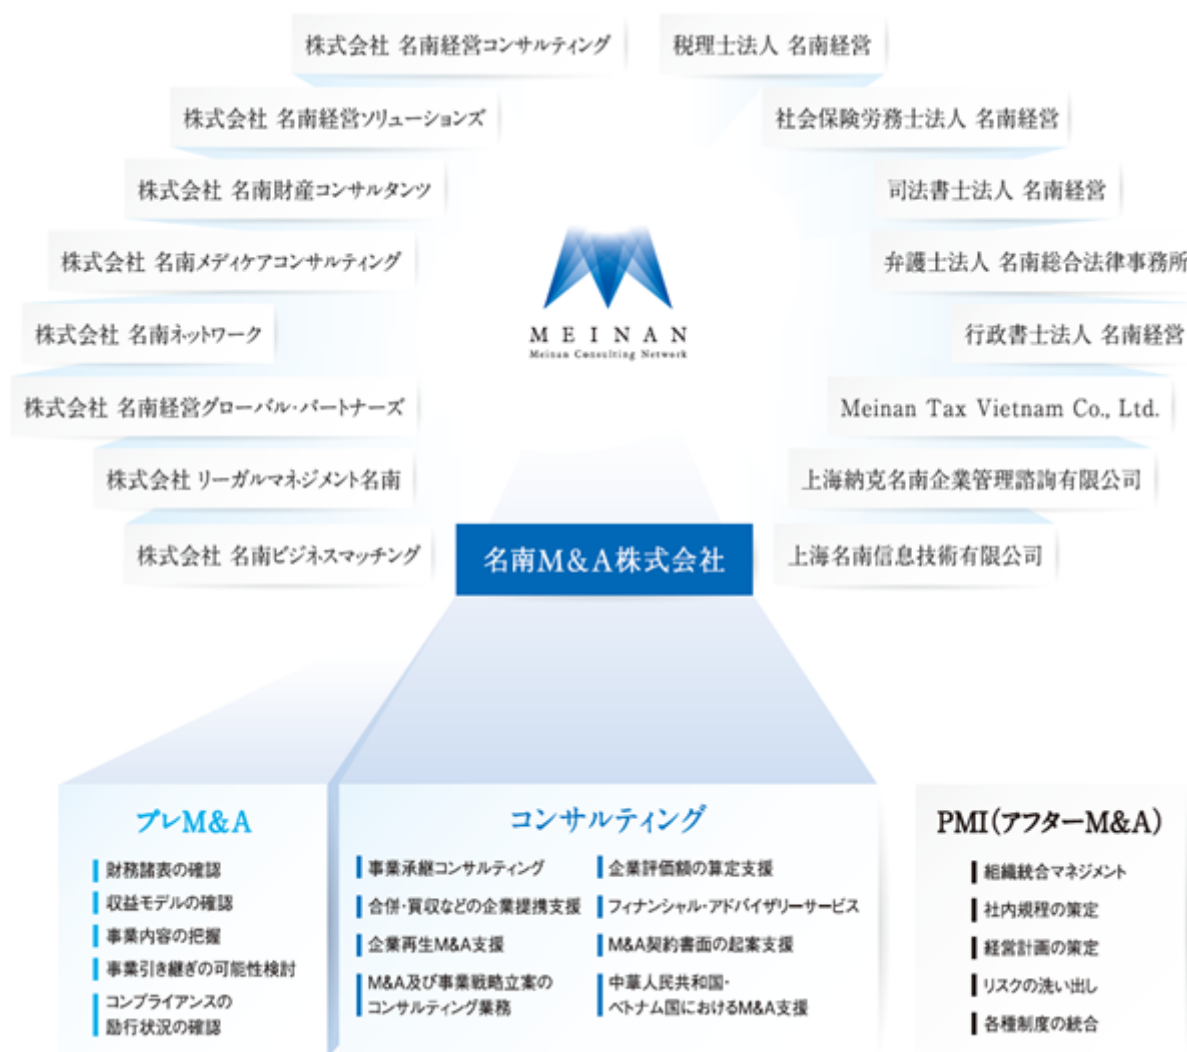 株式会社 名南経営コンサルティング
税理士法人 名南経営
株式会社 名南経営ソリューションズ
社会保険労務士法人 名南経営
株式会社 名南財産コンサルタンツ
司法書士法人 名南経営
株式会社 名南メディケアコンサルティング
弁護士法人 名南総合法律事務所
株式会社 名南ネットワーク
行政書士法人 名南経営
MEINAN
Meinan Consulting Network
株式会社 名南経営グローバル・パートナーズ
Meinan Tax Vietnam Co., Ltd.
株式会社 リーガルマネジメント名南
上海納克名南企業管理諮詢有限公司
株式会社 名南ビジネスマッチング
名南M&A株式会社
上海名南信息技術有限公司
プレM&A
財務諸表の確認
収益モデルの確認
事業内容の把握
事業引き継ぎの可能性検討
コンプライアンスの
励行状況の確認
コンサルティング
事業承継コンサルティング
合併・買収などの企業提携支援
企業再生M&A支援
M&A及び事業戦略立案の
コンサルティング業務
企業評価額の算定支援
フィナンシャル・アドバイザリーサービス
M&A契約書面の起案支援
中華人民共和国・
ベトナム国におけるM&A支援
PMI(アフターM&A)
組織統合マネジメント
社内規程の策定
経営計画の策定
リスクの洗い出し
各種制度の統合